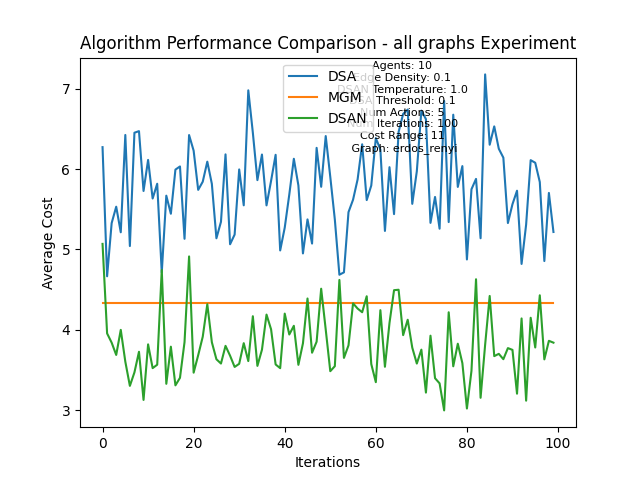 Algorithm Performance Comparison - all graphs Experiment
Agents: 10
Edge Density: 0.1
DSAN Temperature: 1.0
DSA Threshold: 0.1
Num Actions: 5
Num Iterations: 100
Cost Range: 11
Graph: erdos_renyi
DSA
MGM
DSAN
Average Cost
7
6
5
4
3
0
20
40
60
80
100
Iterations